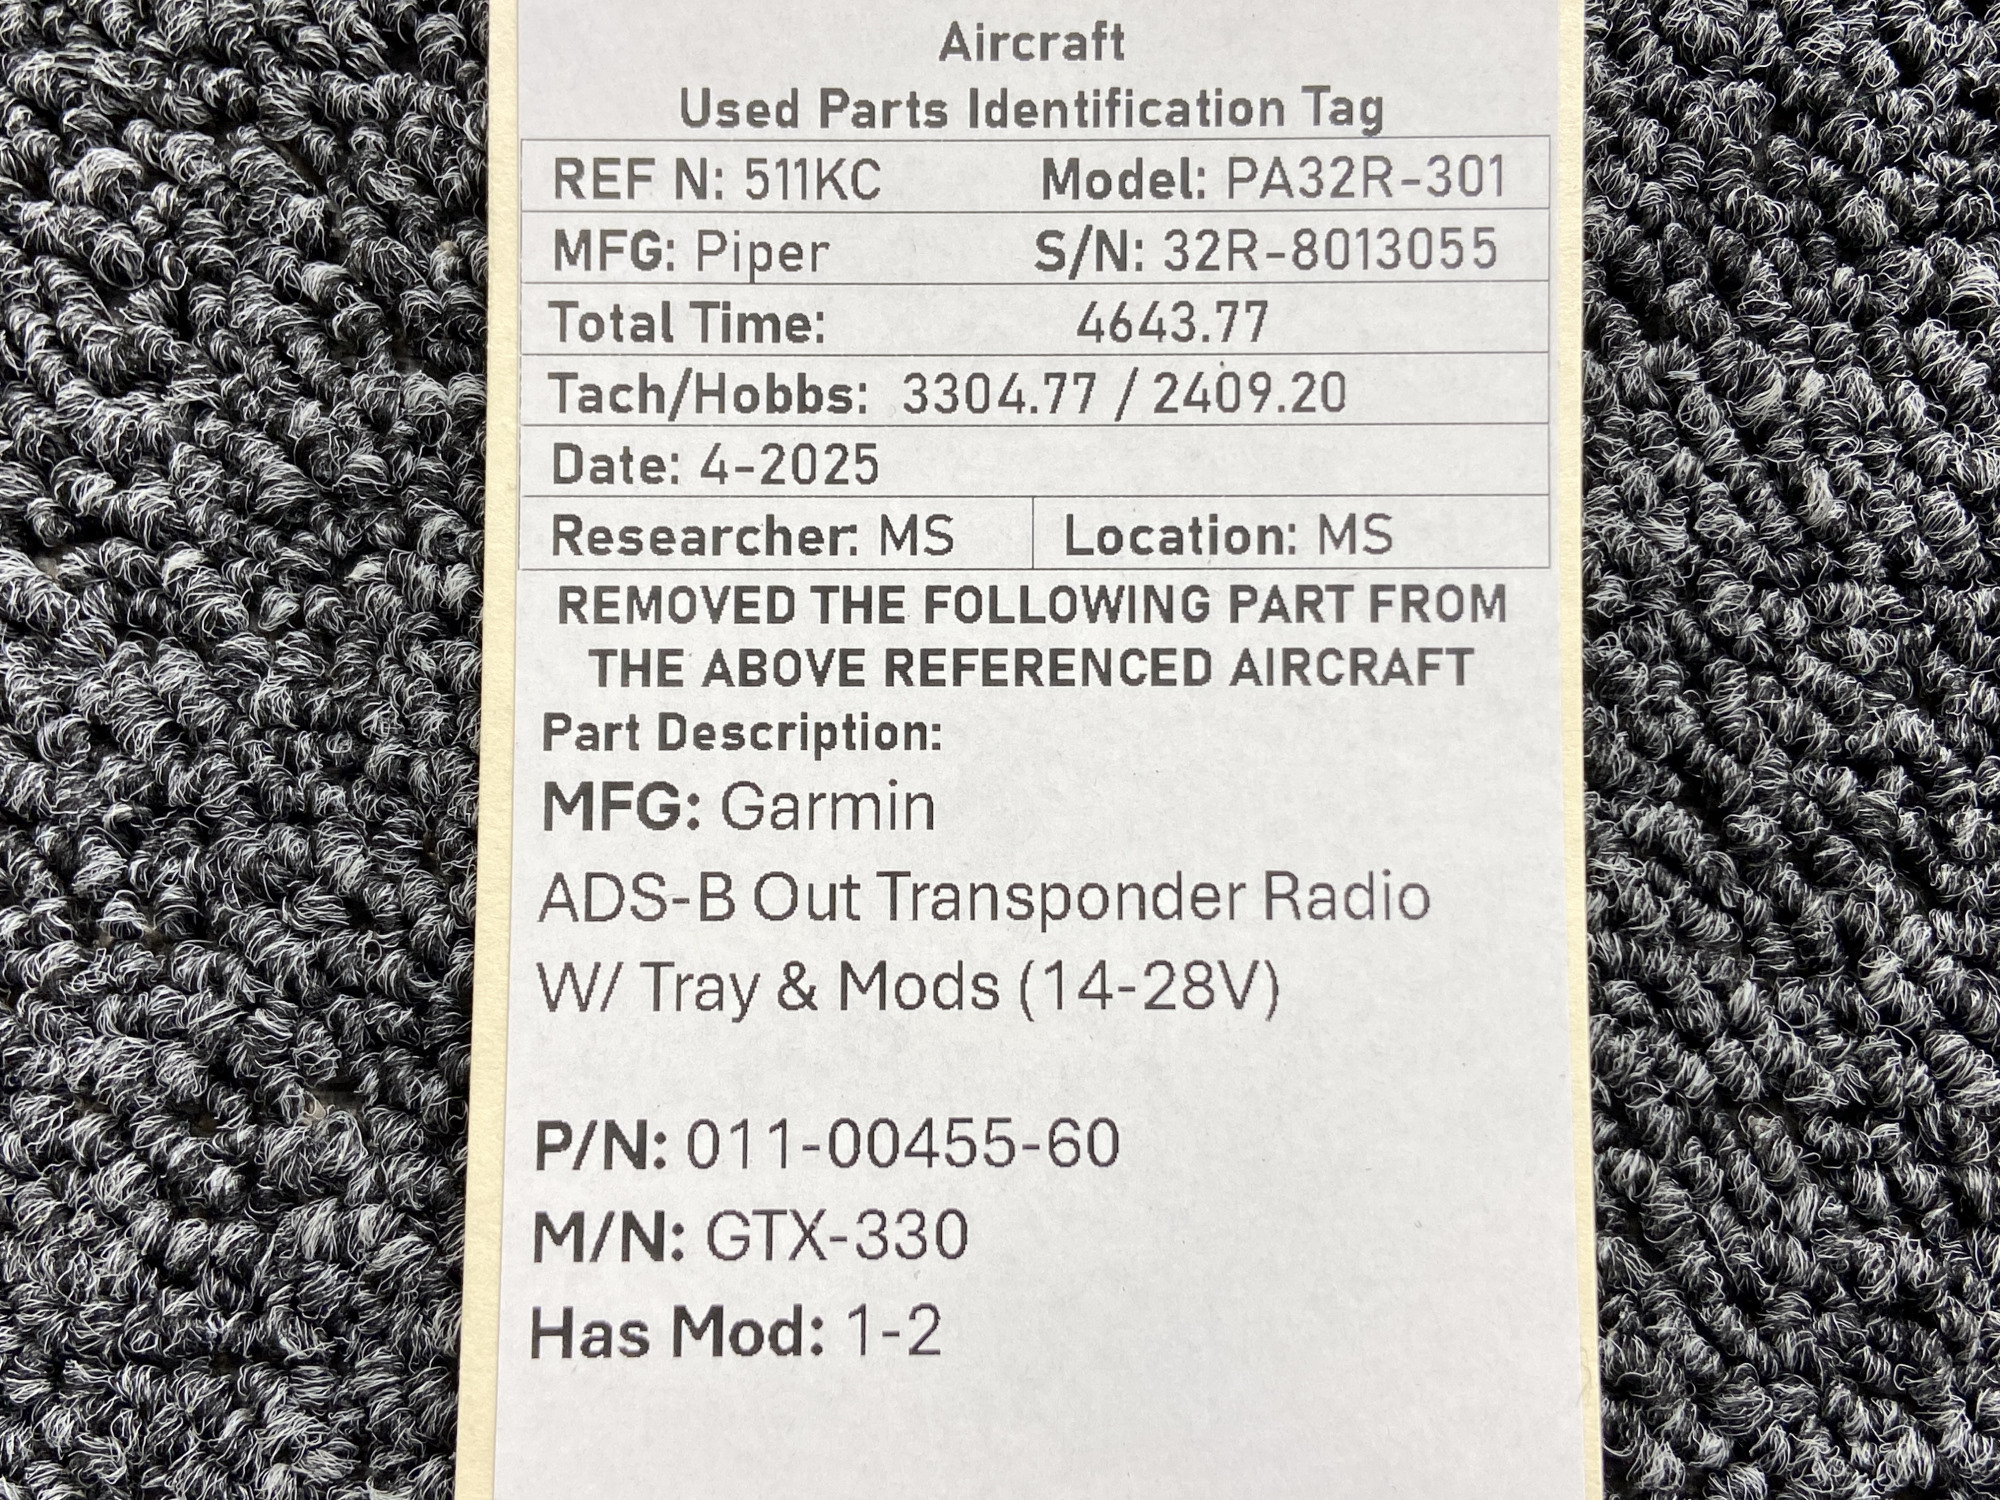 Aircraft
Used Parts Identification Tag
REF N: 511KC Model: PA32R-301
MFG: Piper S/N: 32R-8013055
Total Time: 4643.77
Tach/Hobbs: 3304.77 / 2409.20
Date: 4-2025
Researcher: MS Location: MS
REMOVED THE FOLLOWING PART FROM
THE ABOVE REFERENCED AIRCRAFT
Part Description:
MFG: Garmin
ADS-B Out Transponder Radio
W/ Tray & Mods (14-28V)
P/N: 011-00455-60
M/N: GTX-330
Has Mod: 1-2